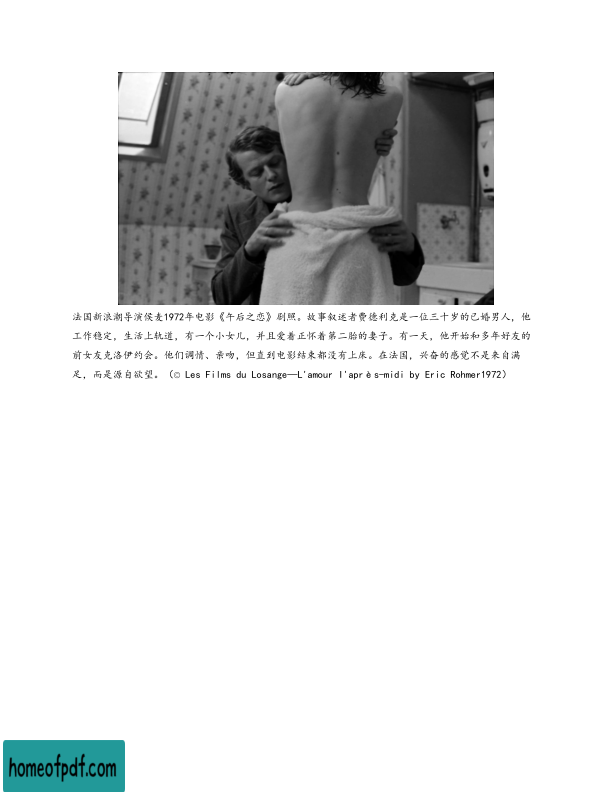 法国新浪潮导演侯麦1972年电影《午后之恋》剧照。故事叙述者费德利克是一位三十岁的已婚男人，他
工作稳定，生活上轨道，有一个小女儿，并且爱着正怀着第二胎的妻子。有一天，他开始和多年好友的
前女友克洛伊约会。他们调情、亲吻，但直到电影结束都没有上床。在法国，兴奋的感觉不是来自满
足，而是源自欲望。（© Les Films du Losange—L'amour l'après-midi by Eric Rohmer1972）
homeofpdf.com